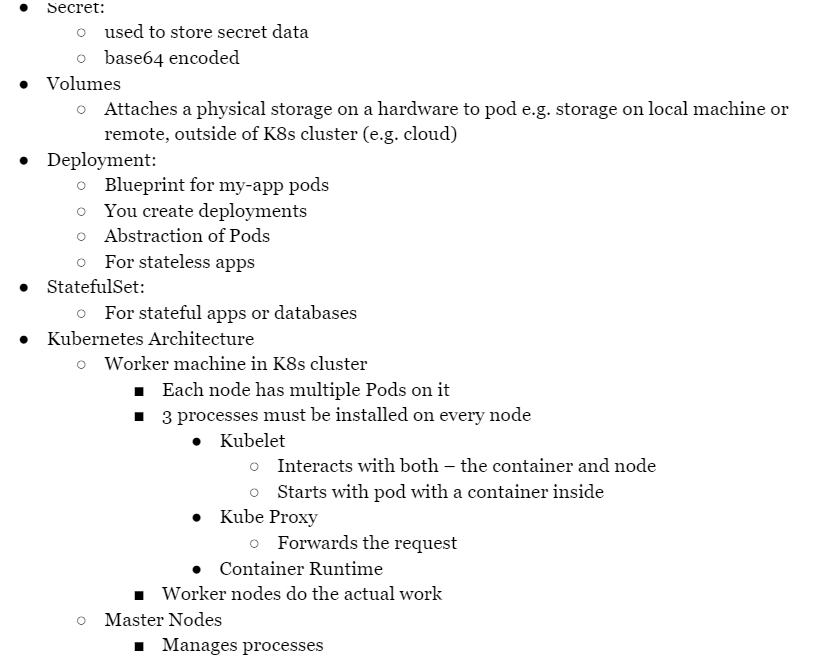 ● Secret:
○ used to store secret data
○ base64 encoded
● Volumes
○ Attaches a physical storage on a hardware to pod e.g. storage on local machine or
remote, outside of K8s cluster (e.g. cloud)
● Deployment:
○ Blueprint for my-app pods
○ You create deployments
○ Abstraction of Pods
○ For stateless apps
● StatefulSet:
○ For stateful apps or databases
● Kubernetes Architecture
○ Worker machine in K8s cluster
■ Each node has multiple Pods on it
■ 3 processes must be installed on every node
● Kubelet
○ Interacts with both – the container and node
○ Starts with pod with a container inside
● Kube Proxy
○ Forwards the request
● Container Runtime
■ Worker nodes do the actual work
○ Master Nodes
■ Manages processes